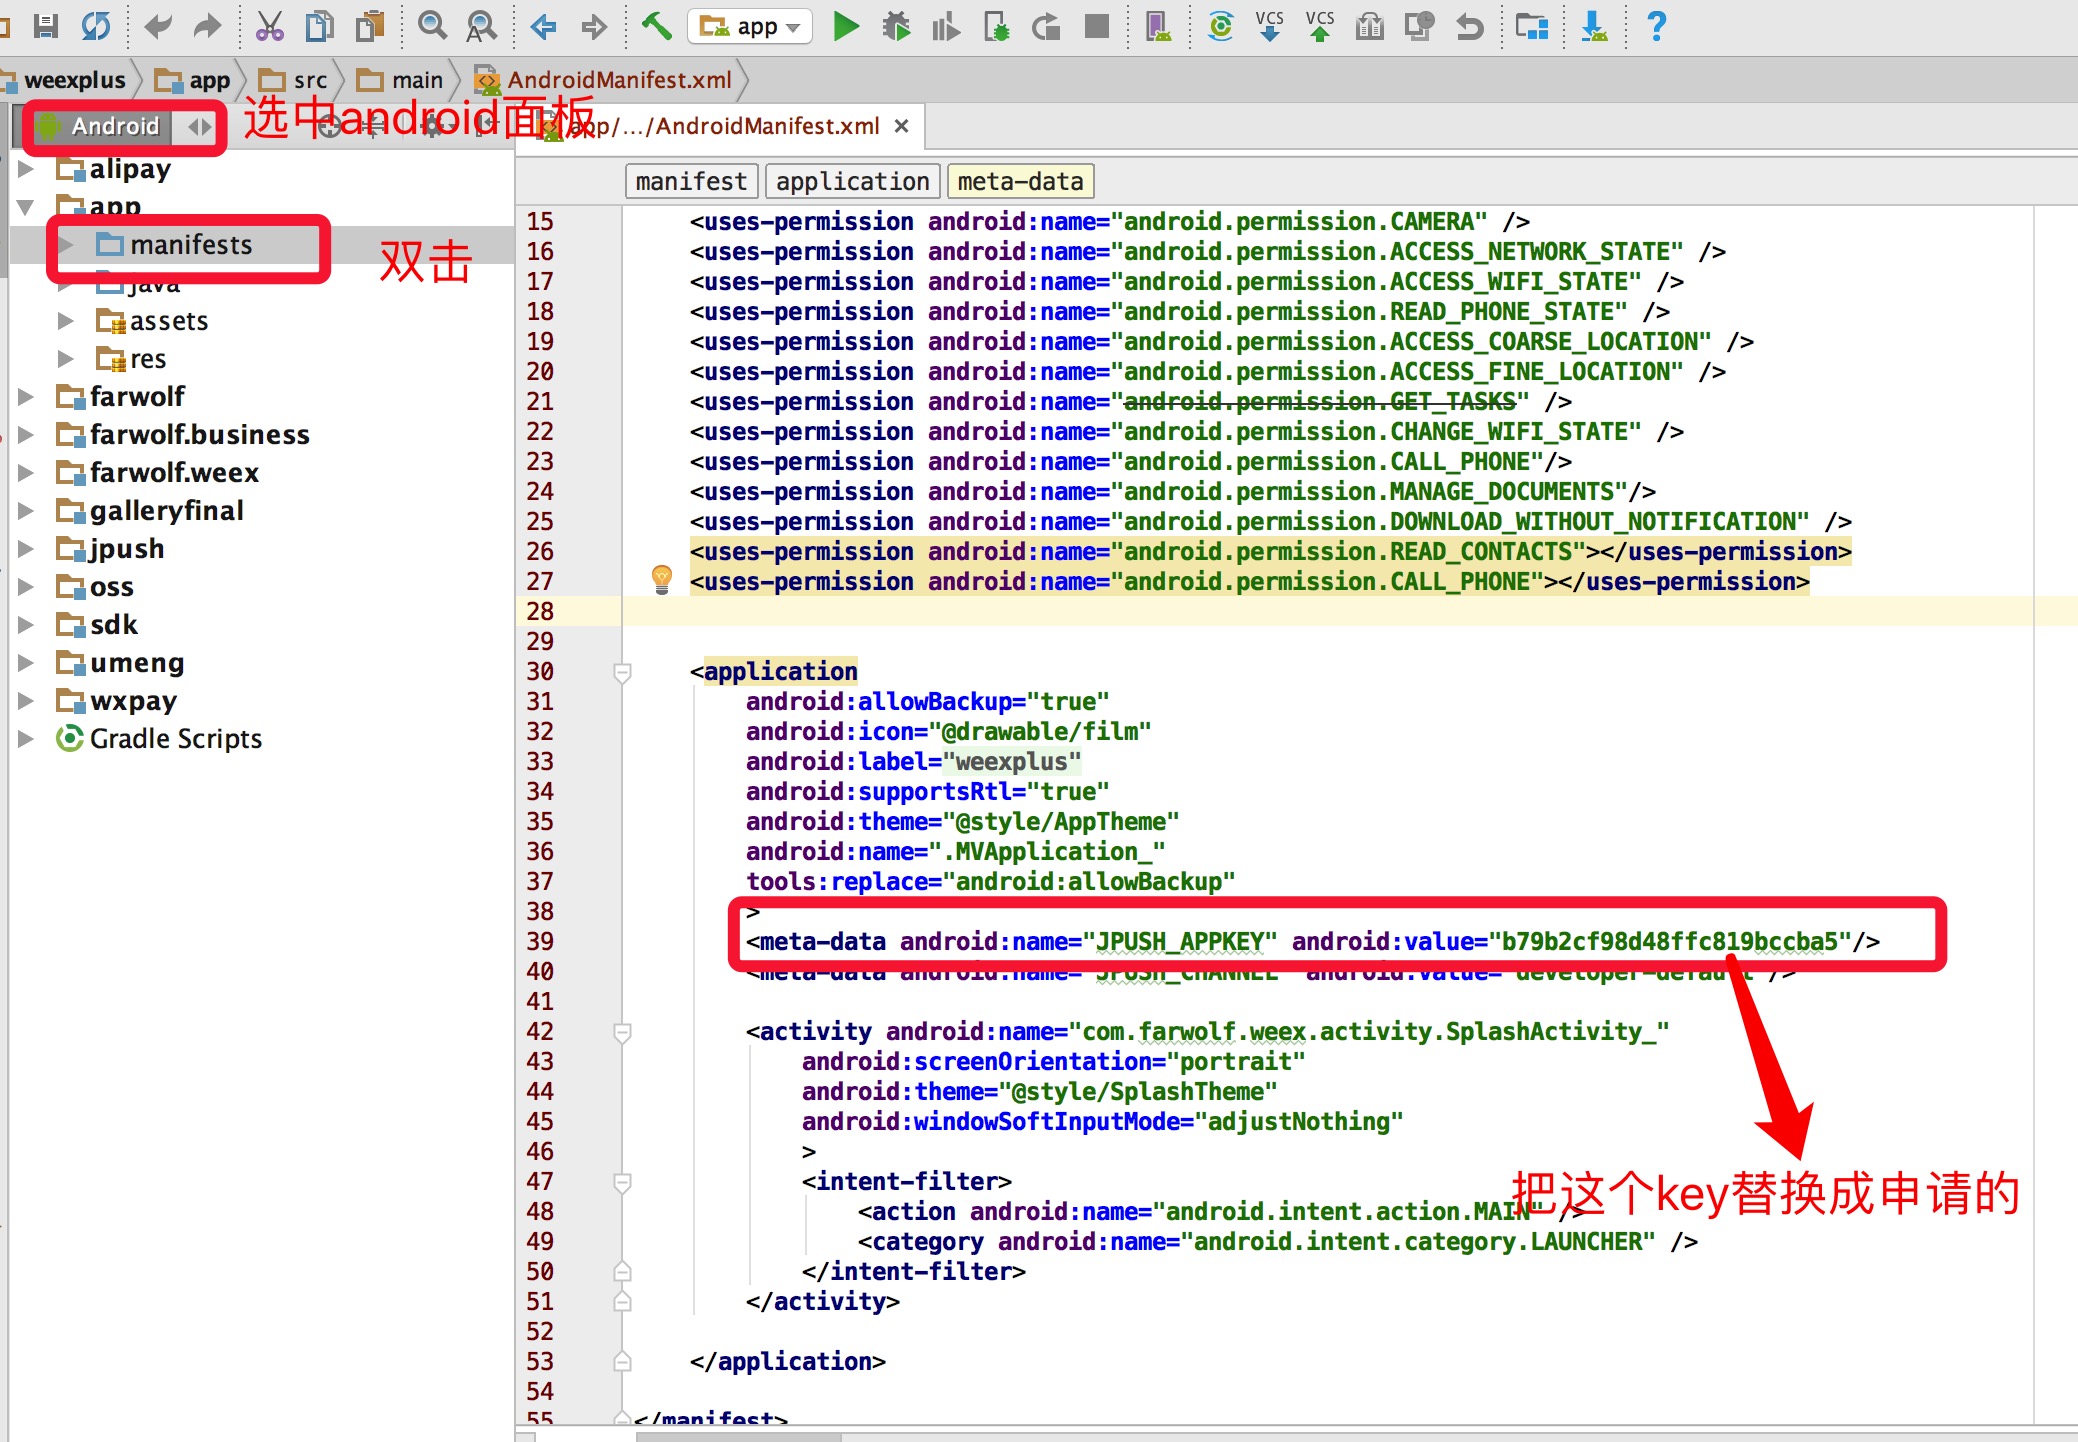 app
VCS
VCS
?
weexplus
app
src
main
AndroidManifest.xml
Android
选中android面板
app/.../AndroidManifest.xml
alipay
app
manifests
双击
java
assets
res
farwolf
farwolf.business
farwolf.weex
galleryfinal
jpush
oss
sdk
umeng
wxpay
Gradle Scripts
manifest
application
meta-data
15 <uses-permission android:name="android.permission.CAMERA" />
16 <uses-permission android:name="android.permission.ACCESS_NETWORK_STATE" />
17 <uses-permission android:name="android.permission.ACCESS_WIFI_STATE" />
18 <uses-permission android:name="android.permission.READ_PHONE_STATE" />
19 <uses-permission android:name="android.permission.ACCESS_COARSE_LOCATION" />
20 <uses-permission android:name="android.permission.ACCESS_FINE_LOCATION" />
21 <uses-permission android:name="android.permission.GET_TASKS" />
22 <uses-permission android:name="android.permission.CHANGE_WIFI_STATE" />
23 <uses-permission android:name="android.permission.CALL_PHONE"/>
24 <uses-permission android:name="android.permission.MANAGE_DOCUMENTS"/>
25 <uses-permission android:name="android.permission.DOWNLOAD_WITHOUT_NOTIFICATION" />
26 <uses-permission android:name="android.permission.READ_CONTACTS"></uses-permission>
27 <uses-permission android:name="android.permission.CALL_PHONE"></uses-permission>
28
29
30 <application
31 android:allowBackup="true"
32 android:icon="@drawable/film"
33 android:label="weexplus"
34 android:supportsRtl="true"
35 android:theme="@style/AppTheme"
36 android:name=".MVApplication_"
37 tools:replace="android:allowBackup"
38 >
39 <meta-data android:name="JPUSH_APPKEY" android:value="b79b2cf98d48ffc819bccba5"/>
40 <meta-data android:name="JPUSH_CHANNEL" android:value="developer-default"/>
41
42 <activity android:name="com.farwolf.weex.activity.SplashActivity_"
43 android:screenOrientation="portrait"
44 android:theme="@style/SplashTheme"
45 android:windowSoftInputMode="adjustNothing"
46 >
47 <intent-filter>
48 <action android:name="android.intent.action.MAIN" />
49 <category android:name="android.intent.category.LAUNCHER" />
50 </intent-filter>
51 </activity>
52
53 </application>
54
55 </manifest>
把这个key替换成申请的